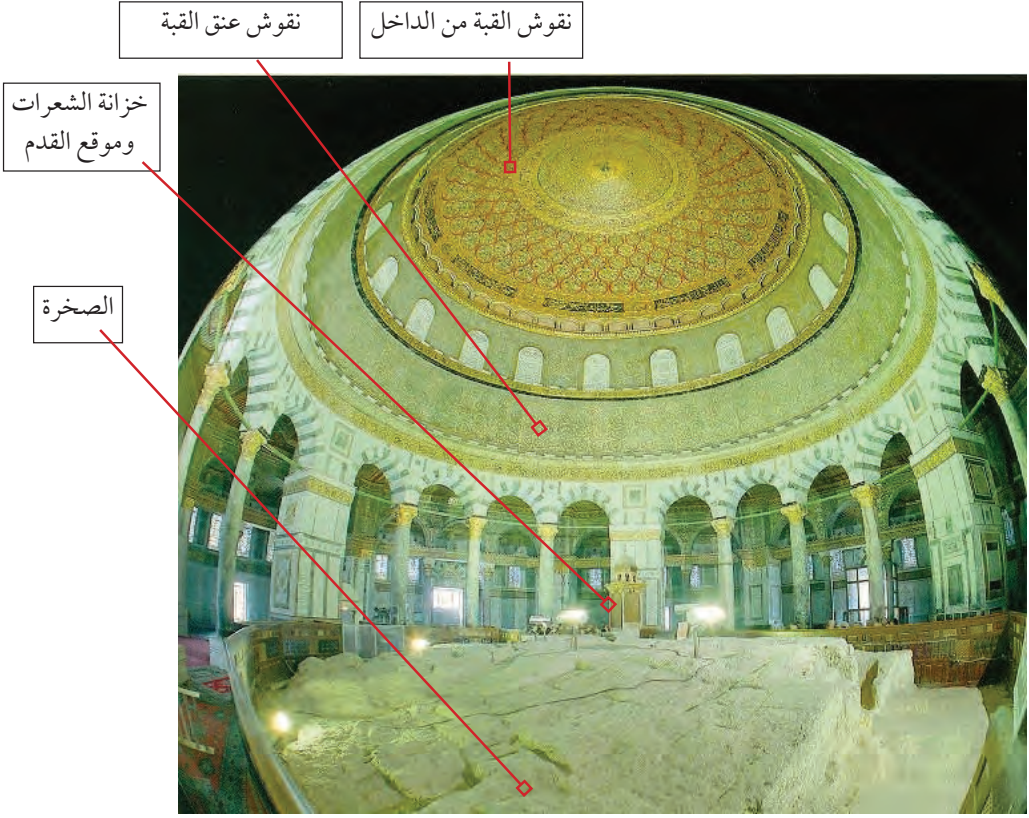 نقوش القبة من الداخل
نقوش عنق القبة
خزانة الشعرات
وموقع القدم
الصخرة